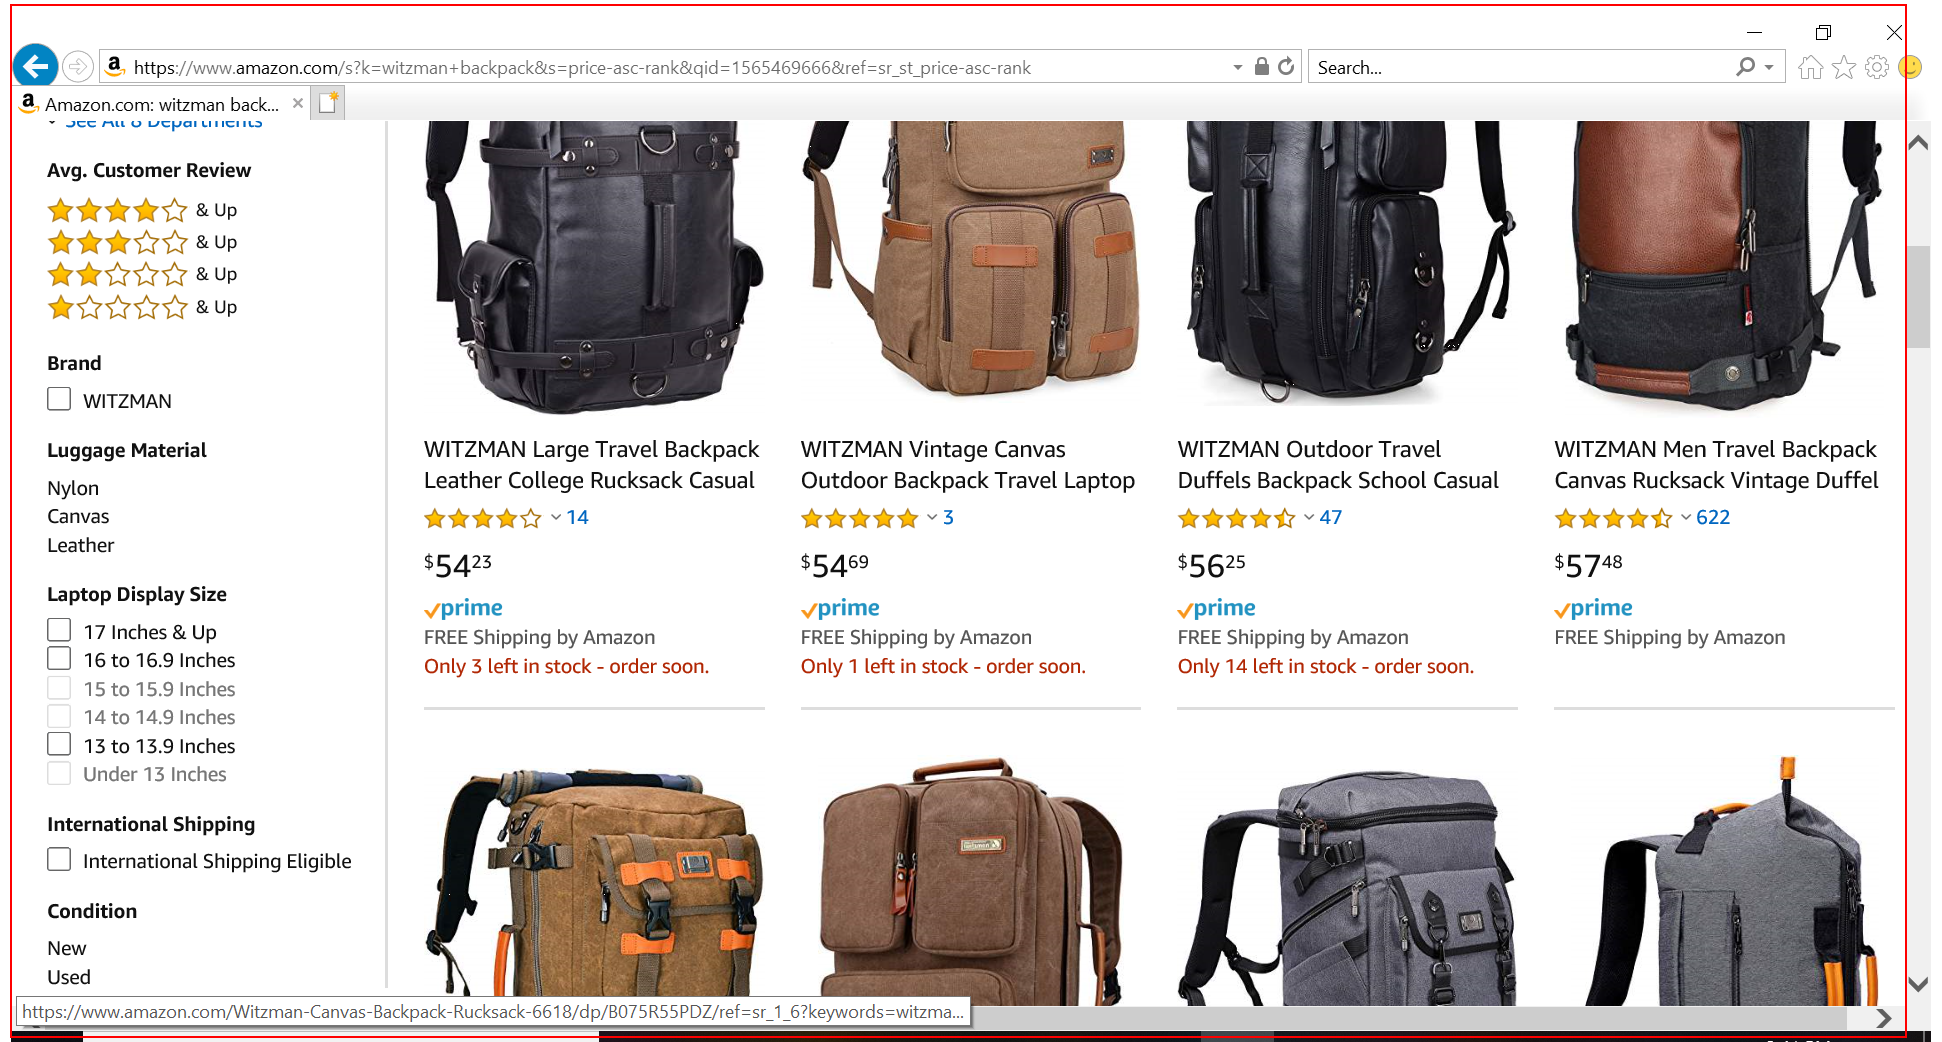 https://www.amazon.com/s?k=witzman+backpack&s=price-asc-rank&qid=1565469666&ref=sr_st_price-asc-rank
Search...
Amazon.com: witzman back...
See All 8 Departments
Avg. Customer Review
& Up
& Up
& Up
& Up
Brand
WITZMAN
Luggage Material
Nylon
Canvas
Leather
Laptop Display Size
17 Inches & Up
16 to 16.9 Inches
15 to 15.9 Inches
14 to 14.9 Inches
13 to 13.9 Inches
Under 13 Inches
International Shipping
International Shipping Eligible
Condition
New
Used
WITZMAN Large Travel Backpack
Leather College Rucksack Casual
14
$54 23
prime
FREE Shipping by Amazon
Only 3 left in stock - order soon.
WITZMAN Vintage Canvas
Outdoor Backpack Travel Laptop
3
$54 69
prime
FREE Shipping by Amazon
Only 1 left in stock - order soon.
WITZMAN Outdoor Travel
Duffels Backpack School Casual
47
$56 25
prime
FREE Shipping by Amazon
Only 14 left in stock - order soon.
WITZMAN Men Travel Backpack
Canvas Rucksack Vintage Duffel
622
$57 48
prime
FREE Shipping by Amazon
https://www.amazon.com/Witzman-Canvas-Backpack-Rucksack-6618/dp/B075R55PDZ/ref=sr_1_6?keywords=witzma...